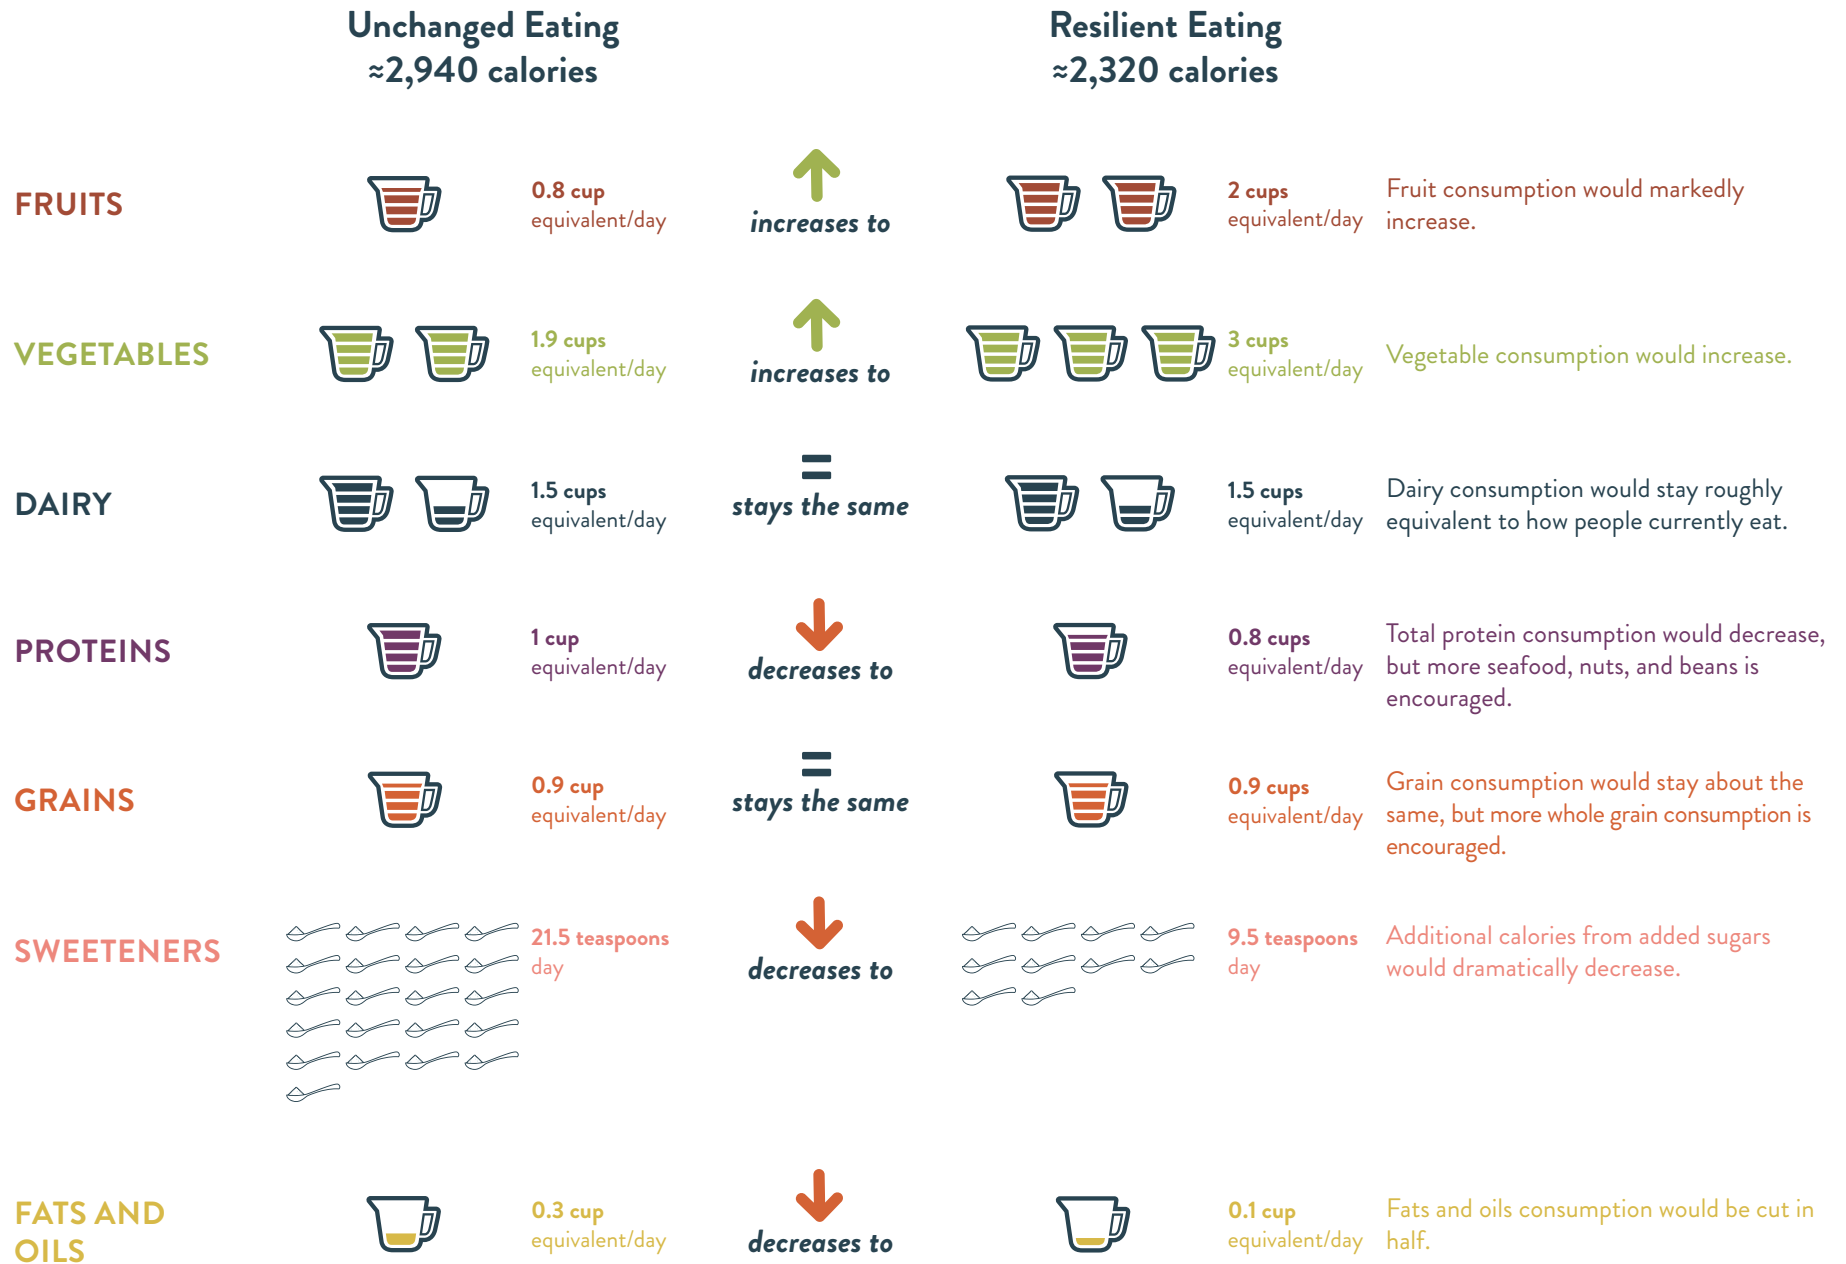 Unchanged Eating
≈2,940 calories
Resilient Eating
≈2,320 calories
FRUITS
0.8 cup
equivalent/day
increases to
2 cups
equivalent/day
Fruit consumption would markedly
increase.
VEGETABLES
1.9 cups
equivalent/day
increases to
3 cups
equivalent/day
Vegetable consumption would increase.
DAIRY
1.5 cups
equivalent/day
=
stays the same
1.5 cups
equivalent/day
Dairy consumption would stay roughly
equivalent to how people currently eat.
PROTEINS
1 cup
equivalent/day
decreases to
0.8 cups
equivalent/day
Total protein consumption would decrease,
but more seafood, nuts, and beans is
encouraged.
GRAINS
0.9 cup
equivalent/day
=
stays the same
0.9 cups
equivalent/day
Grain consumption would stay about the
same, but more whole grain consumption is
encouraged.
SWEETENERS
21.5 teaspoons
day
decreases to
9.5 teaspoons
day
Additional calories from added sugars
would dramatically decrease.
FATS AND
OILS
0.3 cup
equivalent/day
decreases to
0.1 cup
equivalent/day
Fats and oils consumption would be cut in
half.